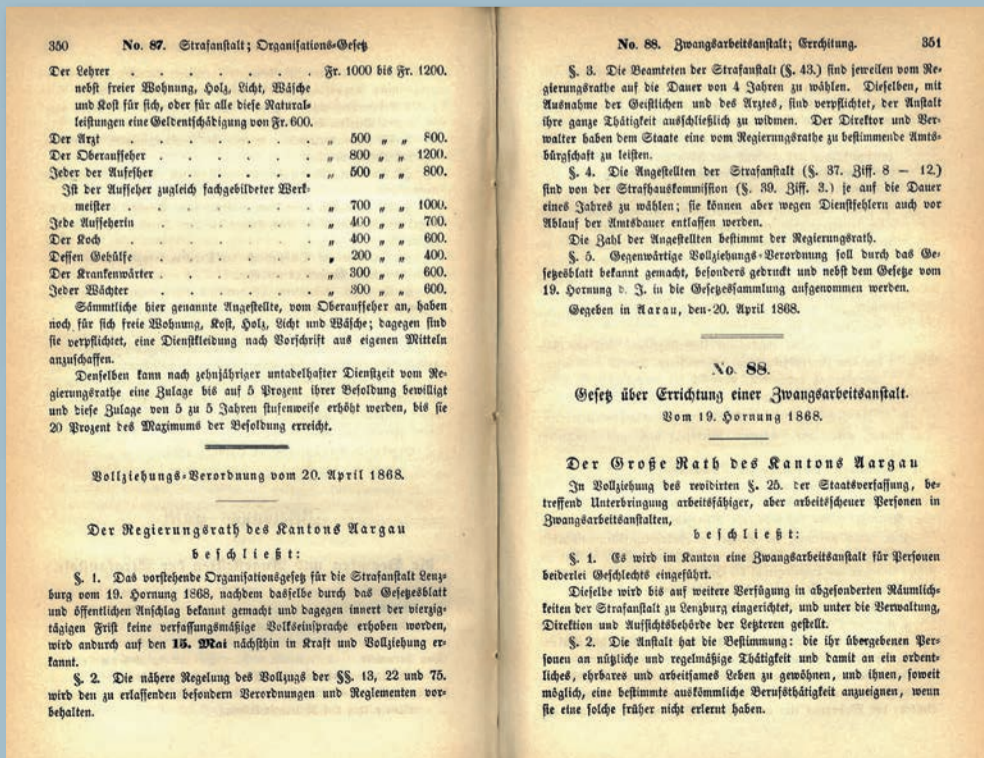 350 No. 87. Strafanstalt; Organisations-Gesetz
Der Lehrer . . . . . . . Fr. 1000 bis Fr. 1200.
nebst freier Wohnung, Holz, Licht, Wäsche
und Kost für sich, oder für alle diese Natural-
leistungen eine Geldentschädigung von Fr. 600.
Der Arzt . . . . . . . „ 500 „ „ 800.
Der Oberaufseher . . . . . . „ 800 „ „ 1200.
Jeder der Aufseher . . . . . . „ 500 „ „ 800.
Ist der Aufseher zugleich fachgebildeter Werk-
meister . . . . . . . „ 700 „ „ 1000.
Jede Aufseherin . . . . . . „ 400 „ „ 700.
Der Koch . . . . . . . „ 400 „ „ 600.
Dessen Gehülfe . . . . . . „ 200 „ „ 400.
Der Krankenwärter . . . . . . „ 300 „ „ 600.
Jeder Wächter . . . . . . „ 300 „ „ 600.
Sämmtliche hier genannte Angestellte, vom Oberaufseher an, haben
noch für sich freie Wohnung, Kost, Holz, Licht und Wäsche; dagegen sind
sie verpflichtet, eine Dienstkleidung nach Vorschrift aus eigenen Mitteln
anzuschaffen.
Denselben kann nach zehnjähriger untadelhafter Dienstzeit vom Re-
gierungsrathe eine Zulage bis auf 5 Prozent ihrer Besoldung bewilligt
und diese Zulage von 5 zu 5 Jahren stufenweise erhöht werden, bis sie
20 Prozent des Maximums der Besoldung erreicht.
Vollziehungs-Verordnung vom 20. April 1868.
Der Regierungsrath des Kantons Aargau
beschließt:
§. 1. Das vorstehende Organisationsgesetz für die Strafanstalt Lenz-
burg vom 19. Hornung 1868, nachdem dasselbe durch das Gesetzesblatt
und öffentlichen Anschlag bekannt gemacht und dagegen innert der vierzig-
tägigen Frist keine verfassungsmäßige Volkseinsprache erhoben worden,
wird andurch auf den 15. Mai nächsthin in Kraft und Vollziehung er-
kannt.
§. 2. Die nähere Regelung des Vollzugs der §§. 13, 22 und 75.
wird den zu erlassenden besondern Verordnungen und Reglementen vor-
behalten.
No. 88. Zwangsarbeitsanstalt; Errchitung. 351
§. 3. Die Beamteten der Strafanstalt (§. 43.) sind jeweilen vom Re-
gierungsrathe auf die Dauer von 4 Jahren zu wählen. Dieselben, mit
Ausnahme der Geistlichen und des Arztes, sind verpflichtet, der Anstalt
ihre ganze Thätigkeit ausschließlich zu widmen. Der Direktor und Ver-
walter haben dem Staate eine vom Regierungsrathe zu bestimmende Amts-
bürgschaft zu leisten.
§. 4. Die Angestellten der Strafanstalt (§. 37. Ziff. 8 — 12.)
sind von der Strafhauskommission (§. 39. Ziff. 3.) je auf die Dauer
eines Jahres zu wählen; sie können aber wegen Dienstfehlern auch vor
Ablauf der Amtsdauer entlassen werden.
Die Zahl der Angestellten bestimmt der Regierungsrath.
§. 5. Gegenwärtige Vollziehungs-Verordnung soll durch das Ge-
setzesblatt bekannt gemacht, besonders gedruckt und nebst dem Gesetze vom
19. Hornung d. J. in die Gesetzessammlung aufgenommen werden.
Gegeben in Aarau, den 20. April 1868.
No. 88.
Gesetz über Errichtung einer Zwangsarbeitsanstalt.
Vom 19. Hornung 1868.
Der Große Rath des Kantons Aargau
In Vollziehung des revidirten §. 25. der Staatsverfassung, be-
treffend Unterbringung arbeitsfähiger, aber arbeitscheuer Personen in
Zwangsarbeitsanstalten,
beschließt:
§. 1. Es wird im Kanton eine Zwangsarbeitsanstalt für Personen
beiderlei Geschlechts eingeführt.
Dieselbe wird bis auf weitere Verfügung in abgesonderten Räumlich-
keiten der Strafanstalt zu Lenzburg eingerichtet, und unter die Verwaltung,
Direktion und Aufsichtsbehörde der Letzteren gestellt.
§. 2. Die Anstalt hat die Bestimmung: die ihr übergebenen Per-
sonen an nützliche und regelmäßige Thätigkeit und damit an ein ordent-
liches, ehrbares und arbeitsames Leben zu gewöhnen, und ihnen, soweit
möglich, eine bestimmte auskömmliche Berufsthätigkeit anzueignen, wenn
sie eine solche früher nicht erlernt haben.